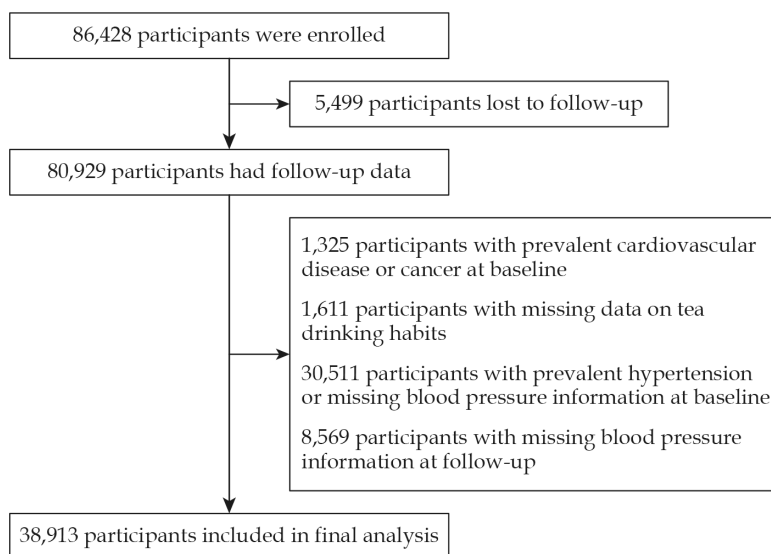 86,428 participants were enrolled
5,499 participants lost to follow-up
80,929 participants had follow-up data
1,325 participants with prevalent cardiovascular
disease or cancer at baseline
1,611 participants with missing data on tea
drinking habits
30,511 participants with prevalent hypertension
or missing blood pressure information at baseline
8,569 participants with missing blood pressure
information at follow-up
38,913 participants included in final analysis